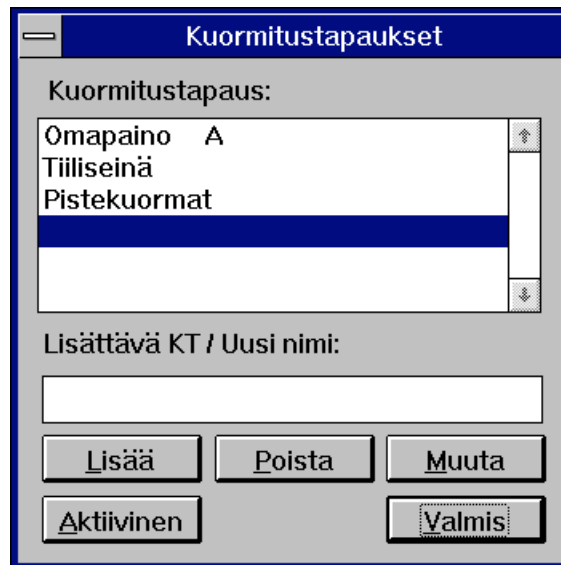 Kuormitustapaukset
Kuormitustapaus:
Omapaino A
Tiiliseinä
Pistekuormat
Lisättävä KT / Uusi nimi:
Lisää Poista Muuta
Aktiivinen Valmis